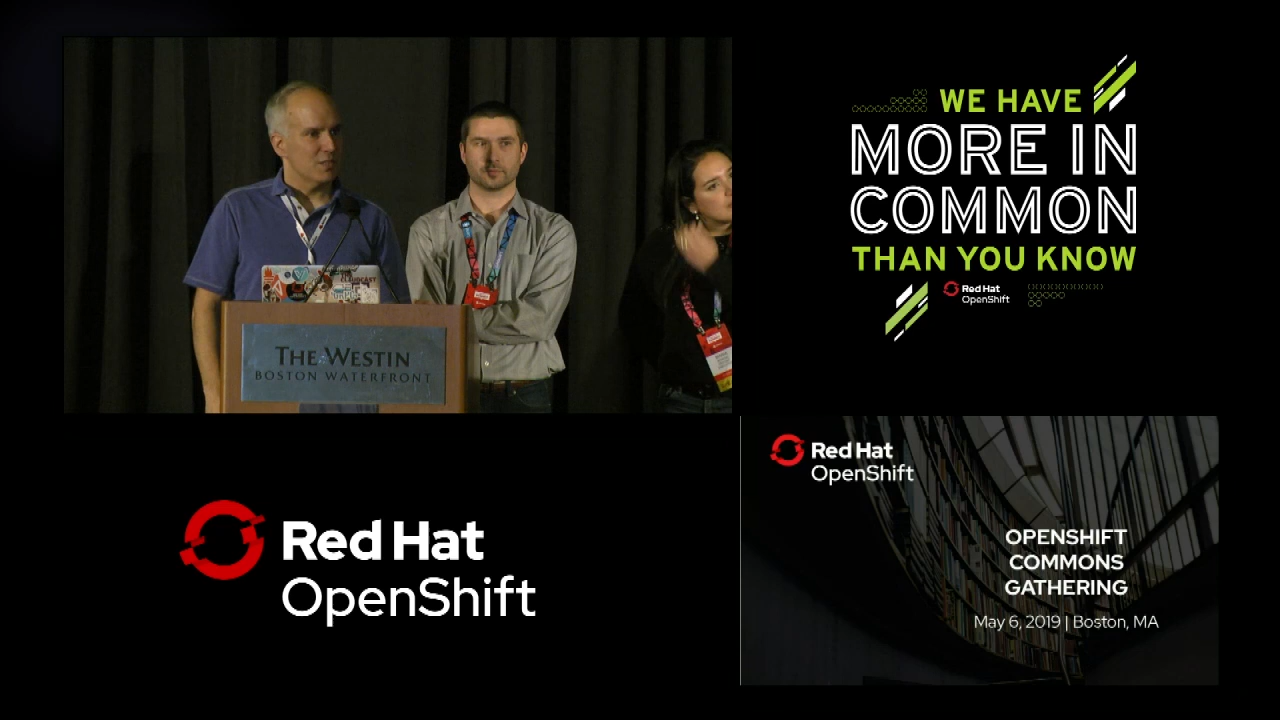 THE WESTIN
BOSTON WATERFRONT
WE HAVE
MORE IN
COMMON
THAN YOU KNOW
Red Hat
OpenShift
Red Hat
OpenShift
Red Hat
OpenShift
OPENSHIFT
COMMONS
GATHERING
May 6, 2019 | Boston, MA